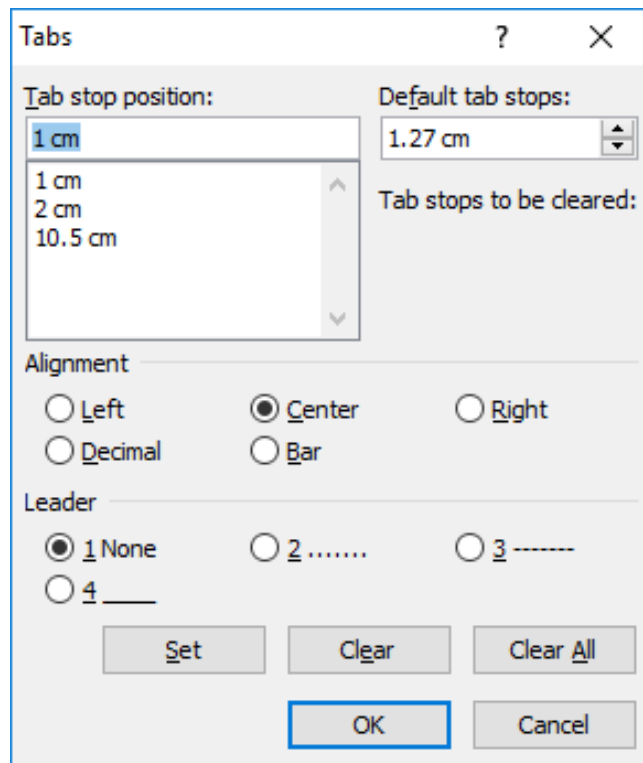 Tabs ?
Tab stop position: Default tab stops:
1 cm 1.27 cm
1 cm Tab stops to be cleared:
2 cm
10.5 cm
Alignment
Left Center Right
Decimal Bar
Leader
1 None 2 ....... 3 -------
4 ____
Set Clear Clear All
OK Cancel